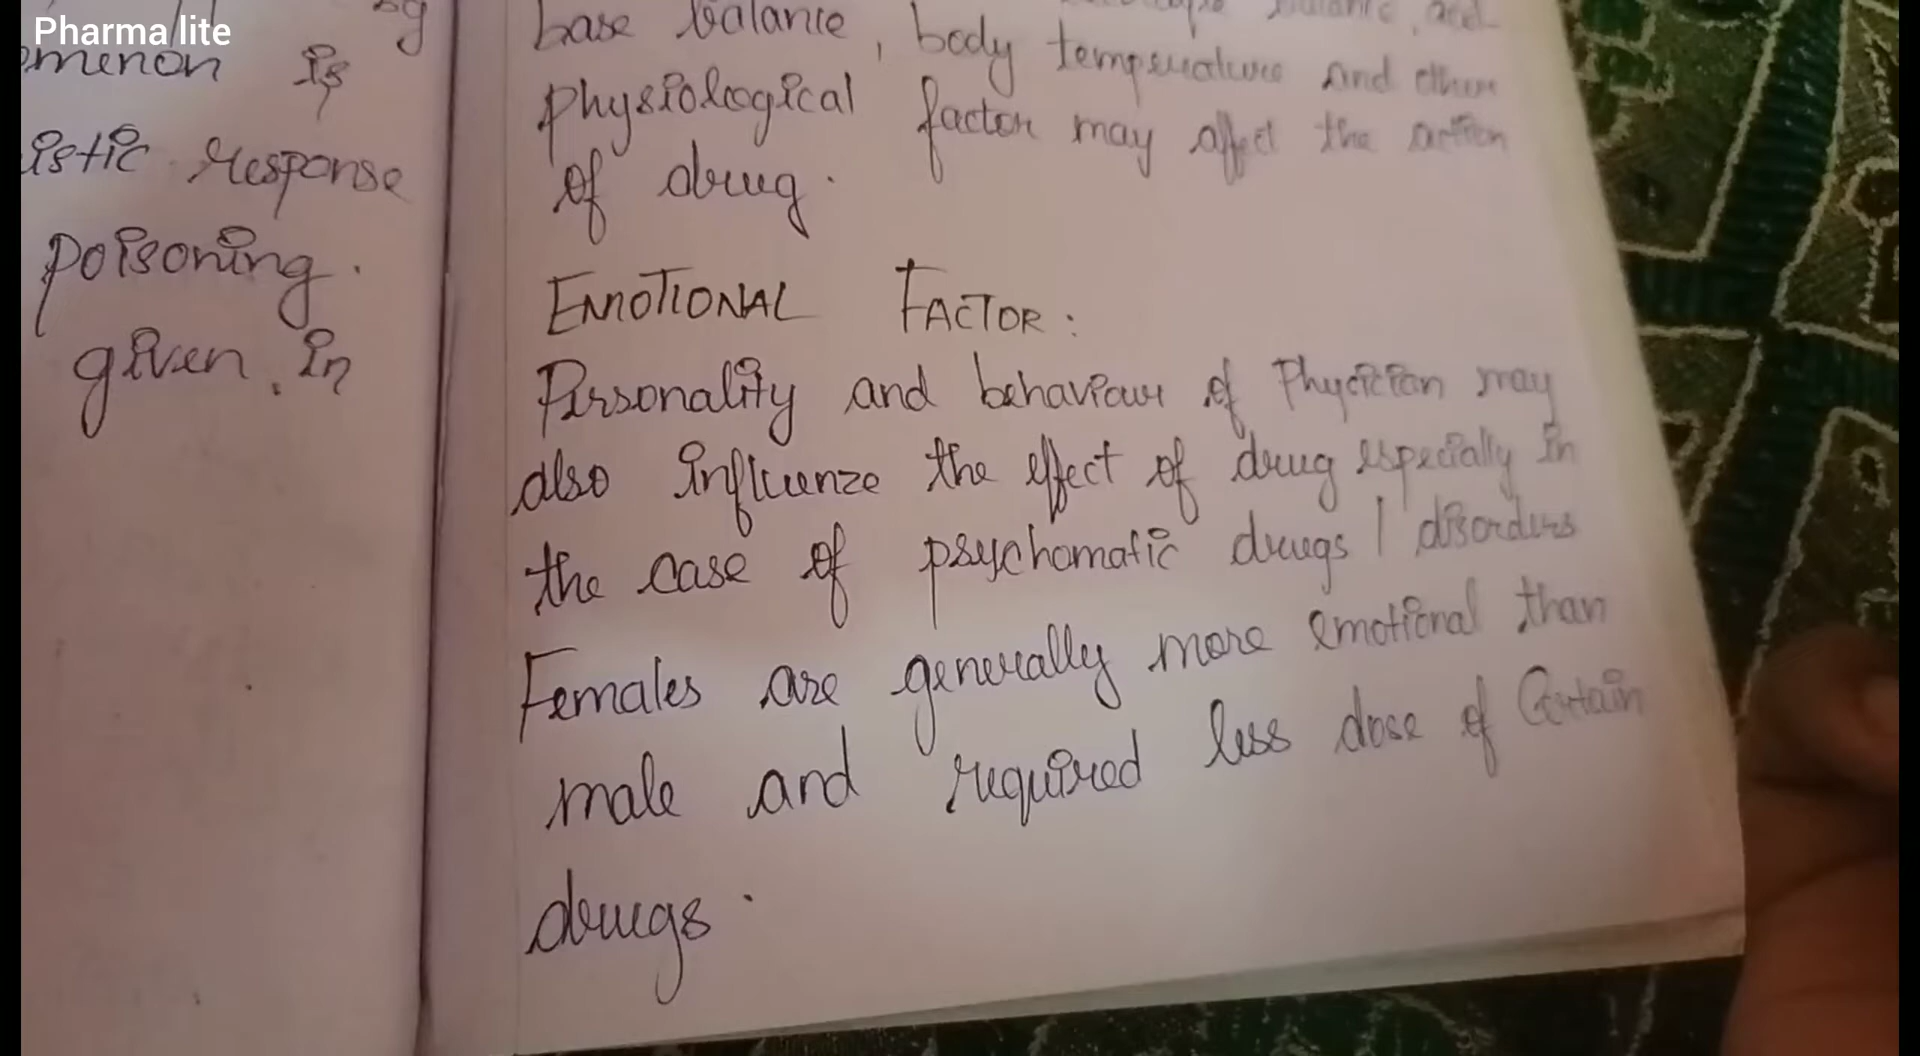 Pharma lite
menon is
istic response
poisoning.
given. in
balance, acid
base balance, body temperature and other
physiological factor may affect the action
of drug.
EMOTIONAL FACTOR:
Personality and behaviour of Phycician may
also influenze the effect of drug especially in
the case of psychomatic drugs / disorders
Females are generally more emotional than
male and required less dose of Certain
drugs.